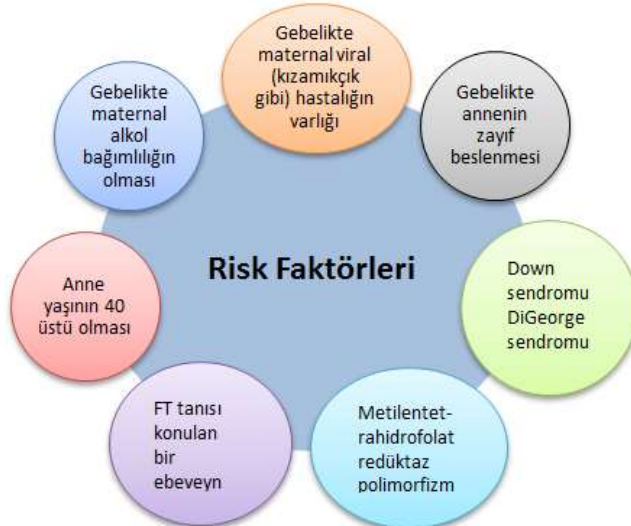 Gebelikte
maternal viral
(kızamıkçık
gibi) hastalığın
varlığı
Gebelikte
maternal
alkol
bağımlılığın
olması
Gebelikte
annenin
zayıf
beslenmesi
Risk Faktörleri
Anne
yaşının 40
üstü olması
Down
sendromu
DiGeorge
sendromu
FT tanısı
konulan
bir
ebeveyn
Metilentet-
rahidrofolat
redüktaz
polimorfizm